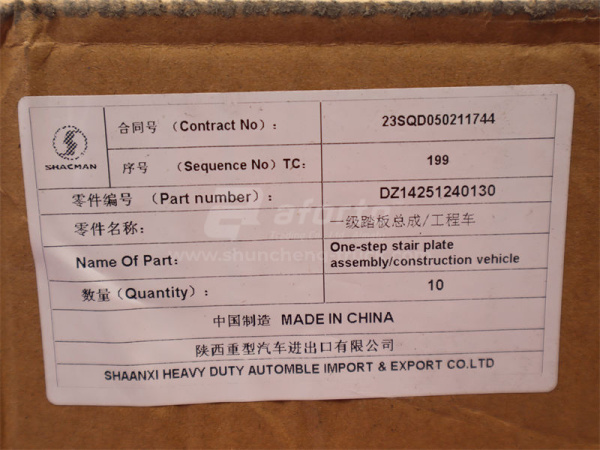 SHACMAN
合同号 (Contract No): 23SQD050211744
序号 (Sequence No) T.C: 199
零件编号 (Part number): DZ14251240130
零件名称: 一级踏板总成/工程车
Name Of Part: One-step stair plate assembly/construction vehicle
数量 (Quantity): 10
中国制造 MADE IN CHINA
陕西重型汽车进出口有限公司
SHAANXI HEAVY DUTY AUTOMBLE IMPORT & EXPORT CO.LTD